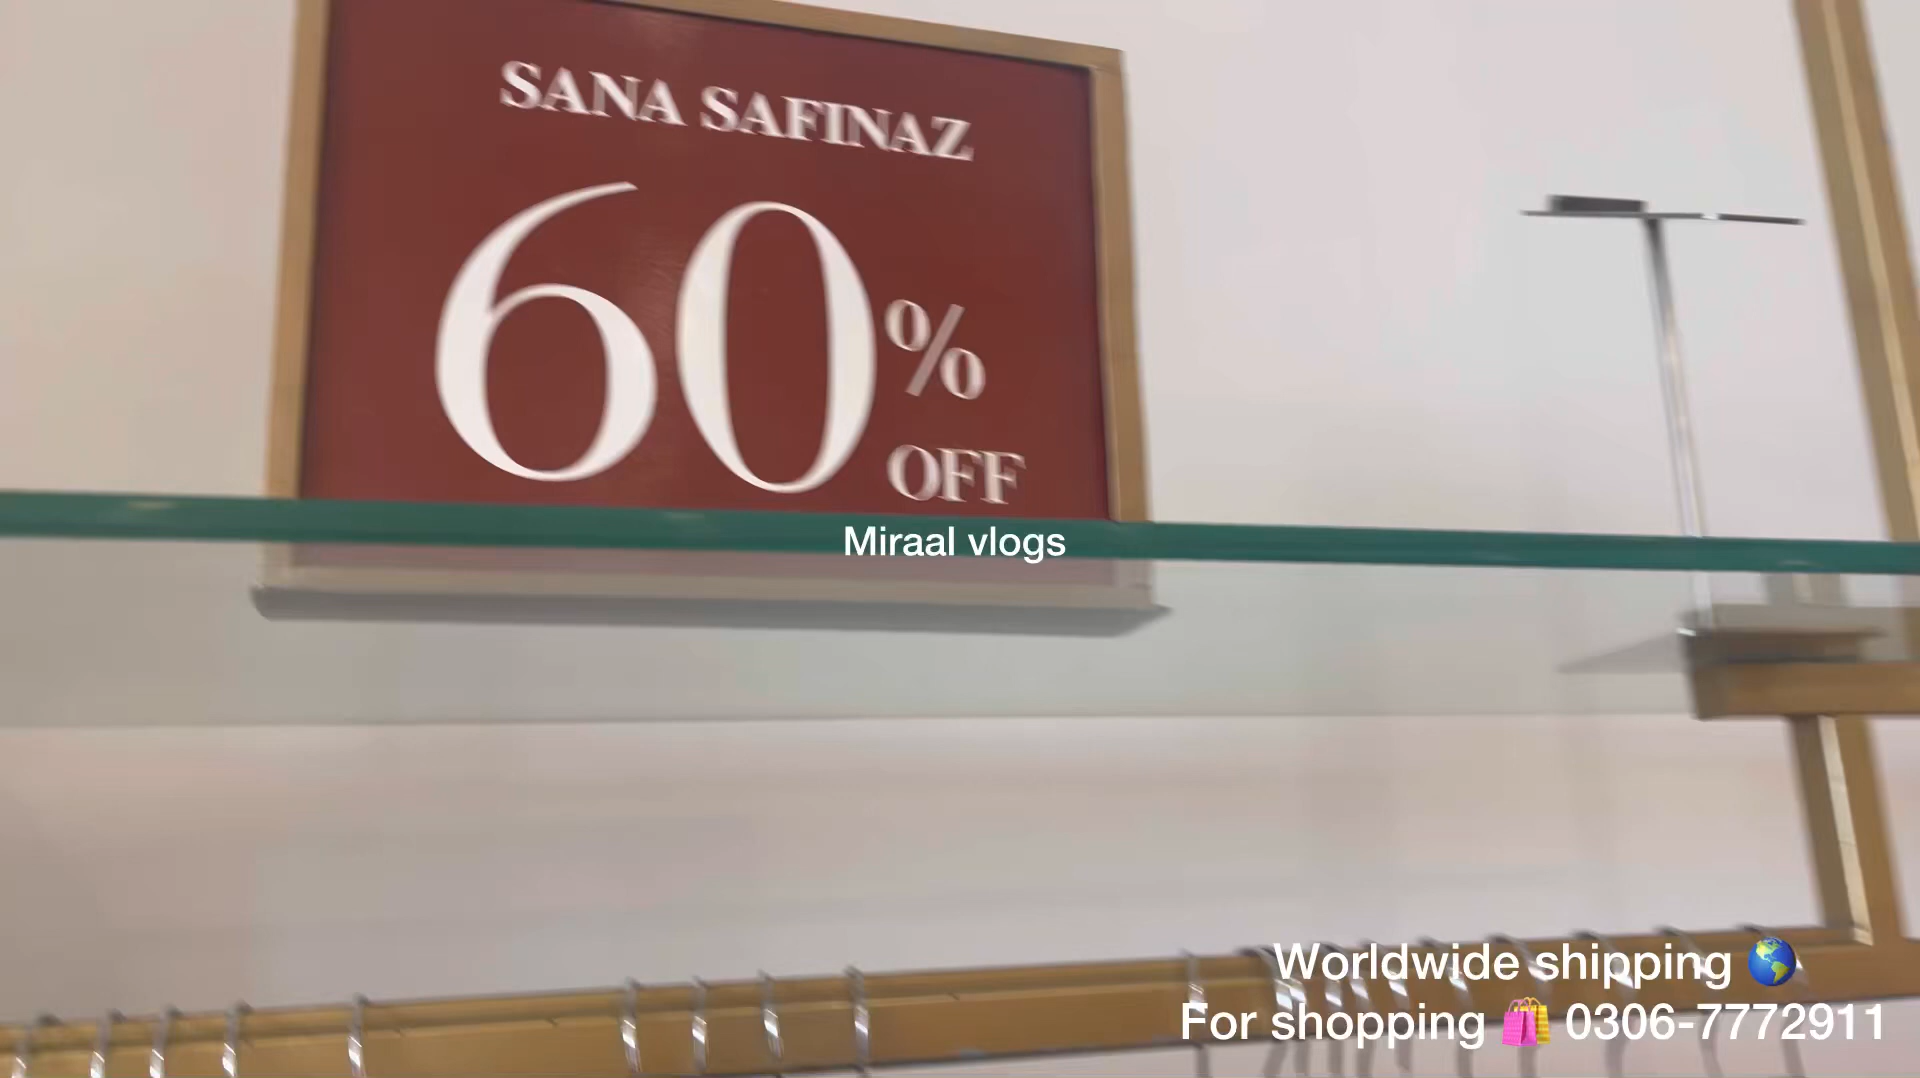 SANA SAFINAZ
60%
OFF
Miraal vlogs
Worldwide shipping 🌎
For shopping 🛍️ 0306-7772911